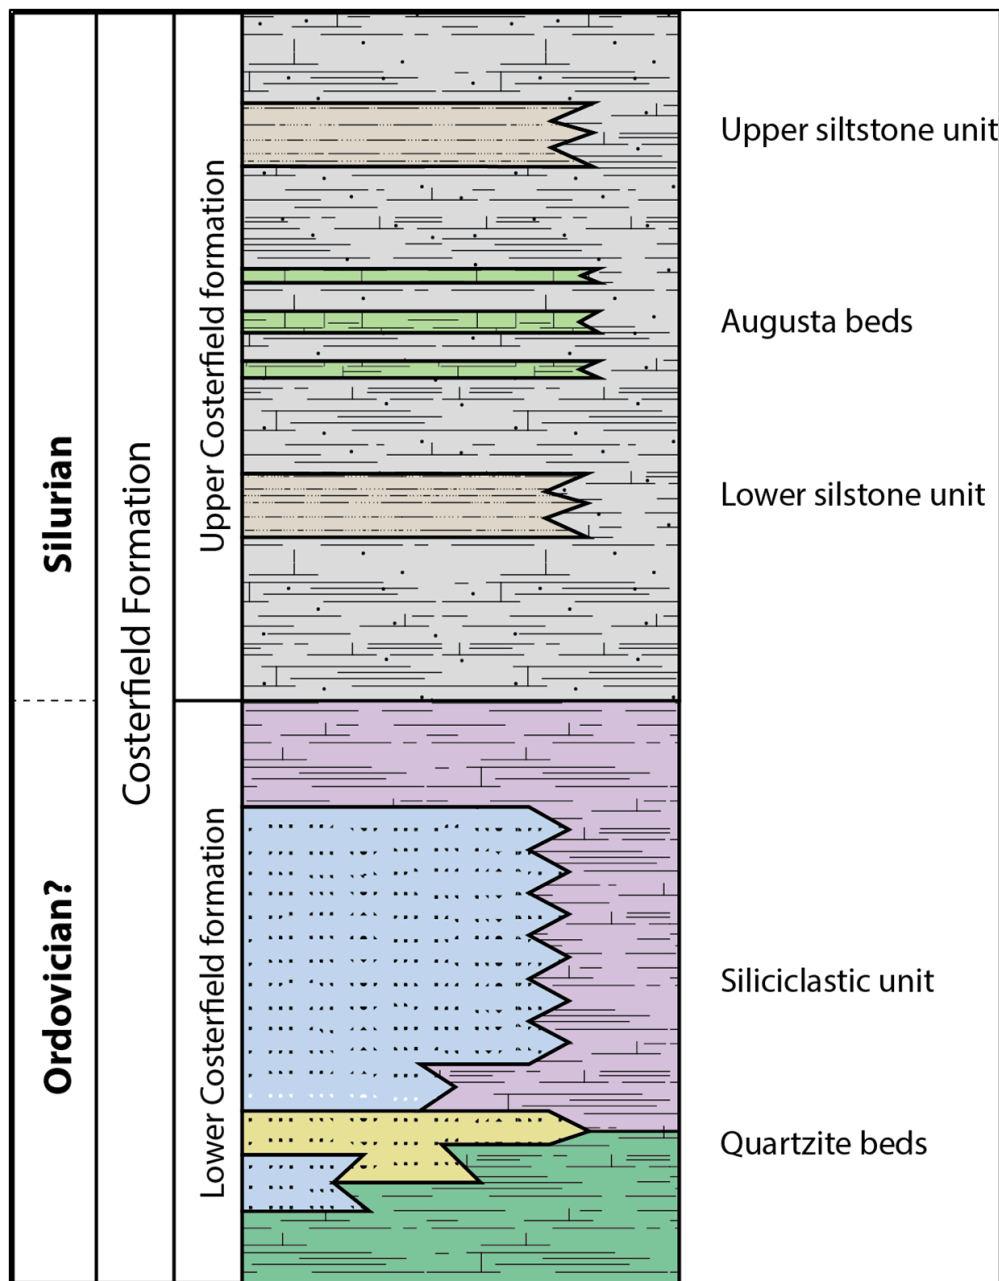 Silurian
Ordovician?
Costerfield Formation
Upper Costerfield formation
Lower Costerfield formation
Upper siltstone unit
Augusta beds
Lower silstone unit
Siliciclastic unit
Quartzite beds